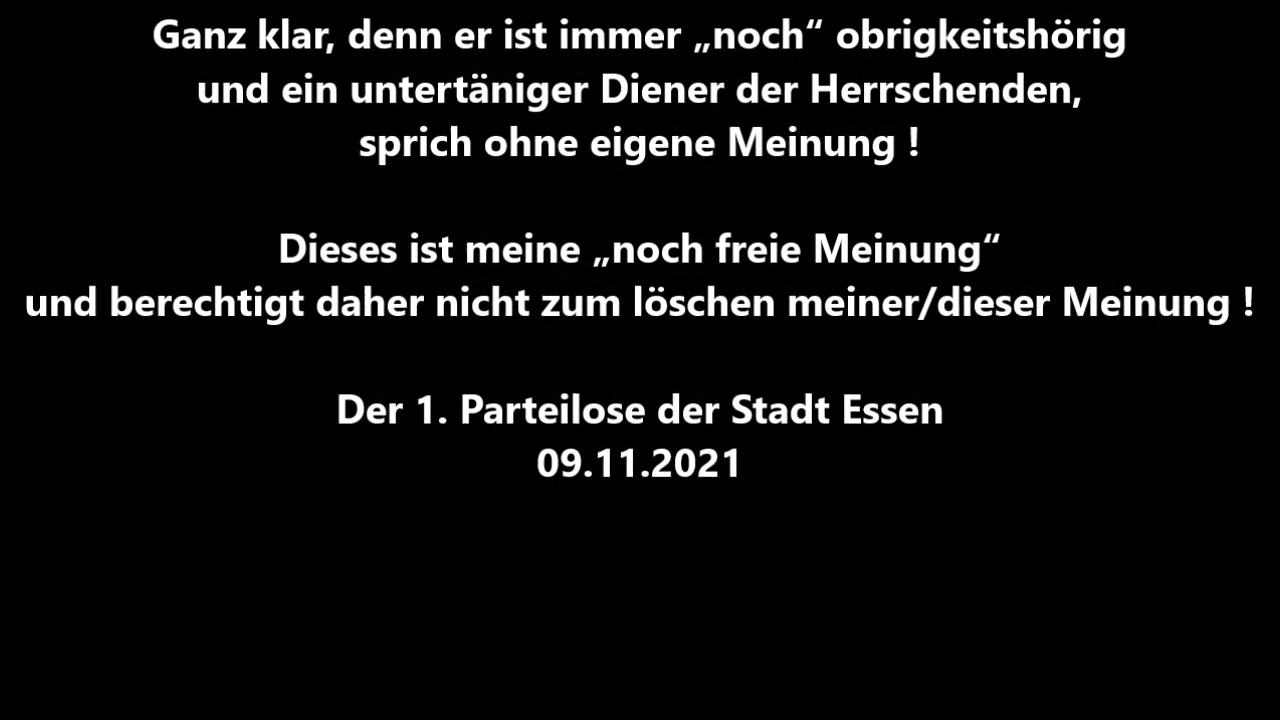 Ganz klar, denn er ist immer „noch“ obrigkeitshörig
und ein untertäniger Diener der Herrschenden,
sprich ohne eigene Meinung !
Dieses ist meine „noch freie Meinung“
und berechtigt daher nicht zum löschen meiner/dieser Meinung !
Der 1. Parteilose der Stadt Essen
09.11.2021